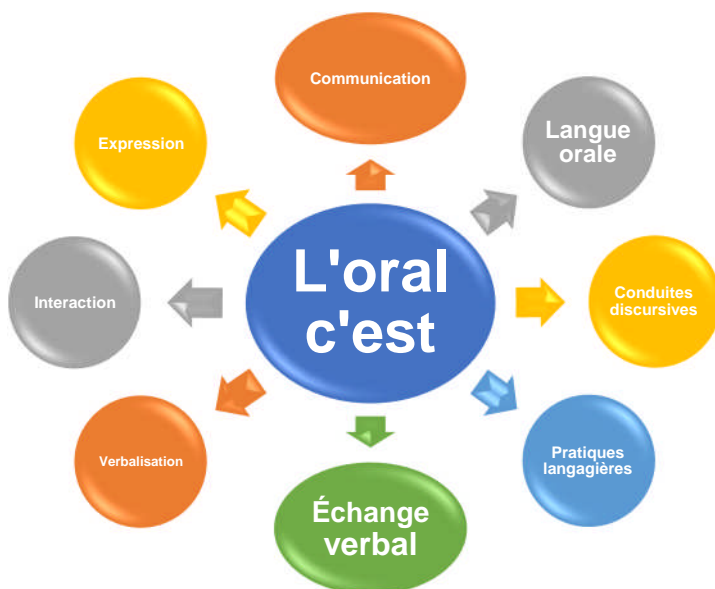 Communication
Expression
Langue
orale
L'oral
c'est
Interaction
Conduites
discursives
Verbalisation
Pratiques
langagières
Échange
verbal